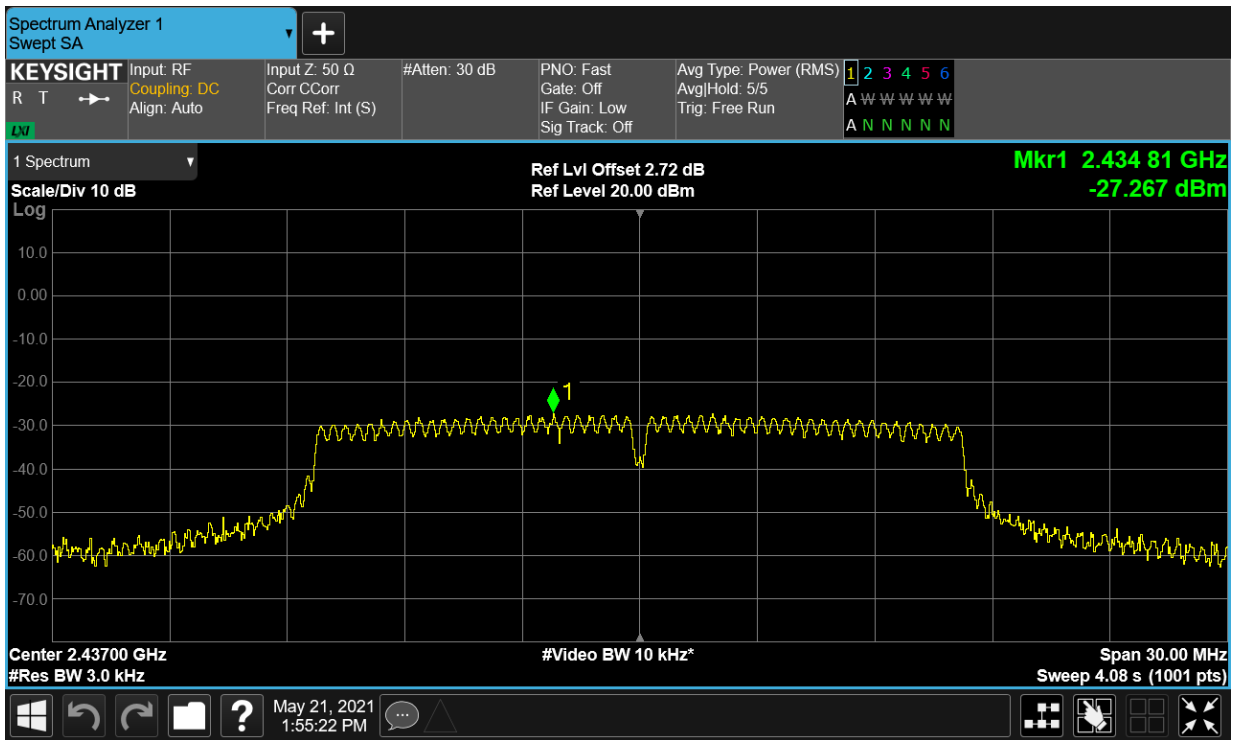 Spectrum Analyzer 1
Swept SA
+
KEYSIGHT
R T
LXI
Input: RF
Coupling: DC
Align: Auto
Input Z: 50 Ω
Corr CCorr
Freq Ref: Int (S)
#Atten: 30 dB
PNO: Fast
Gate: Off
IF Gain: Low
Sig Track: Off
Avg Type: Power (RMS)
Avg|Hold: 5/5
Trig: Free Run
1 2 3 4 5 6
A W W W W W
A N N N N N
1 Spectrum
Scale/Div 10 dB
Log
Ref Lvl Offset 2.72 dB
Ref Level 20.00 dBm
Mkr1 2.434 81 GHz
-27.267 dBm
10.0
0.00
-10.0
-20.0
1
-30.0
-40.0
-50.0
-60.0
-70.0
Center 2.43700 GHz
#Res BW 3.0 kHz
#Video BW 10 kHz*
Span 30.00 MHz
Sweep 4.08 s (1001 pts)
?
May 21, 2021
1:55:22 PM